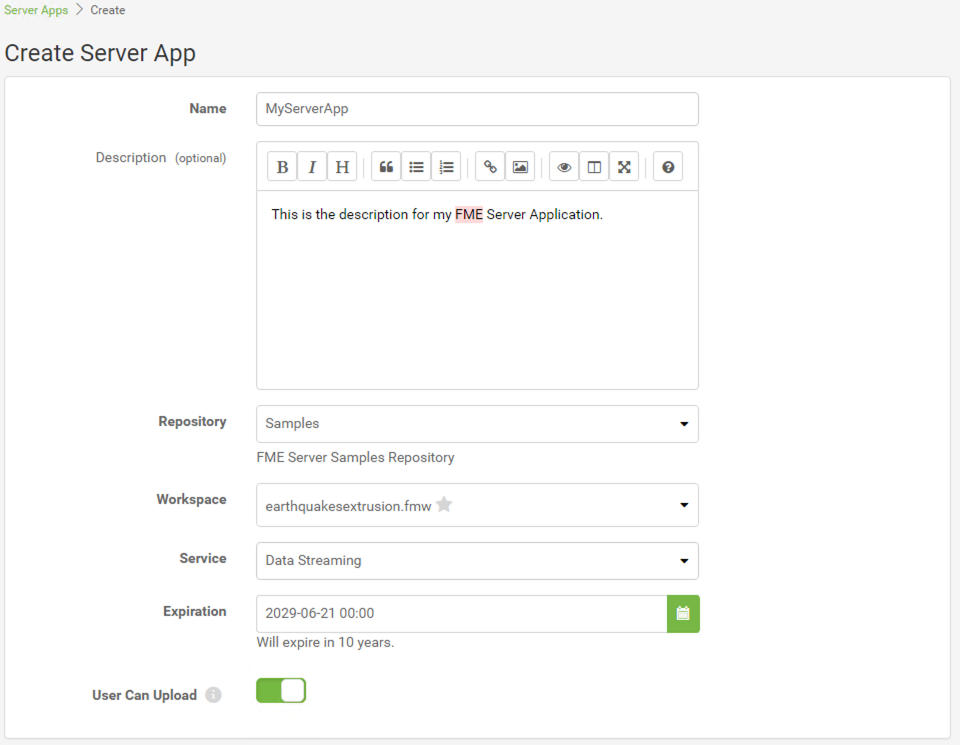 Server Apps > Create
Create Server App
Name
MyServerApp
Description (optional)
B I H
This is the description for my FME Server Application.
Repository
Samples
FME Server Samples Repository
Workspace
earthquakesextrusion.fmw
Service
Data Streaming
Expiration
2029-06-21 00:00
Will expire in 10 years.
User Can Upload